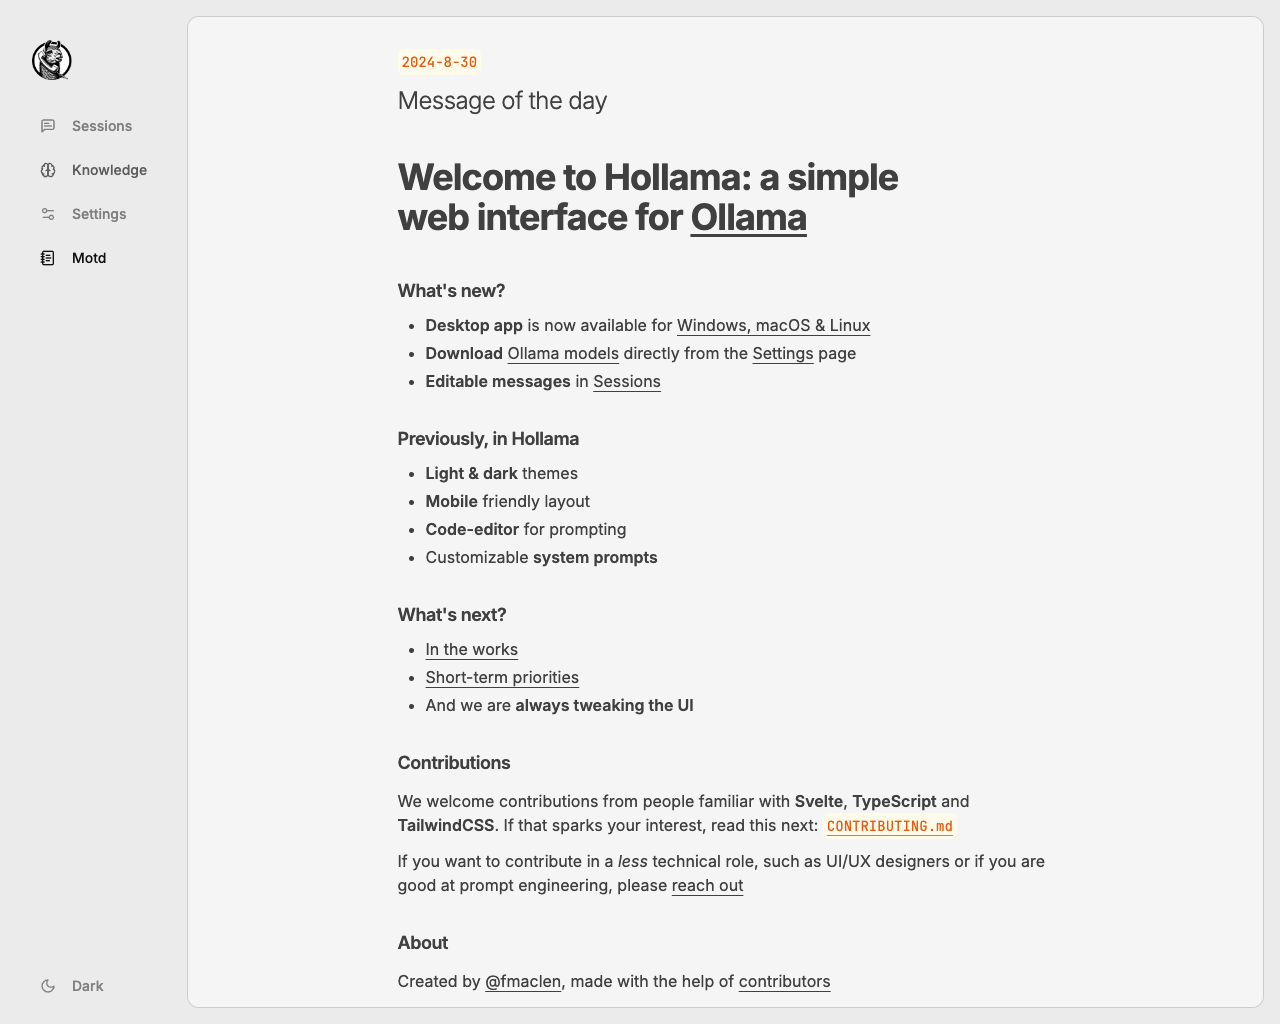 Sessions
Knowledge
Settings
Motd
Dark
2024-8-30
Message of the day
Welcome to Hollama: a simple
web interface for Ollama
What's new?
• Desktop app is now available for Windows, macOS & Linux
• Download Ollama models directly from the Settings page
• Editable messages in Sessions
Previously, in Hollama
• Light & dark themes
• Mobile friendly layout
• Code-editor for prompting
• Customizable system prompts
What's next?
• In the works
• Short-term priorities
• And we are always tweaking the UI
Contributions
We welcome contributions from people familiar with Svelte, TypeScript and
TailwindCSS. If that sparks your interest, read this next: CONTRIBUTING.md
If you want to contribute in a less technical role, such as UI/UX designers or if you are
good at prompt engineering, please reach out
About
Created by @fmaclen, made with the help of contributors